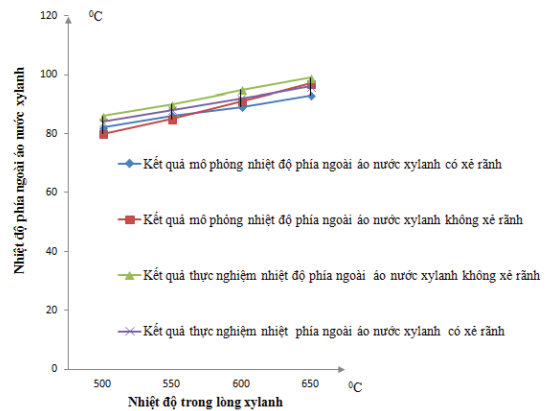 120
⁰C
100
80
60
40
20
0
Nhiệt độ phía ngoài áo nước xylanh
Kết quả mô phỏng nhiệt độ phía ngoài áo nước xylanh có xẻ rãnh
Kết quả mô phỏng nhiệt độ phía ngoài áo nước xylanh không xẻ rãnh
Kết quả thực nghiệm nhiệt độ phía ngoài áo nước xylanh không xẻ rãnh
Kết quả thực nghiệm nhiệt phía ngoài áo nước xylanh có xẻ rãnh
500 550 600 650
⁰C
Nhiệt độ trong lòng xylanh